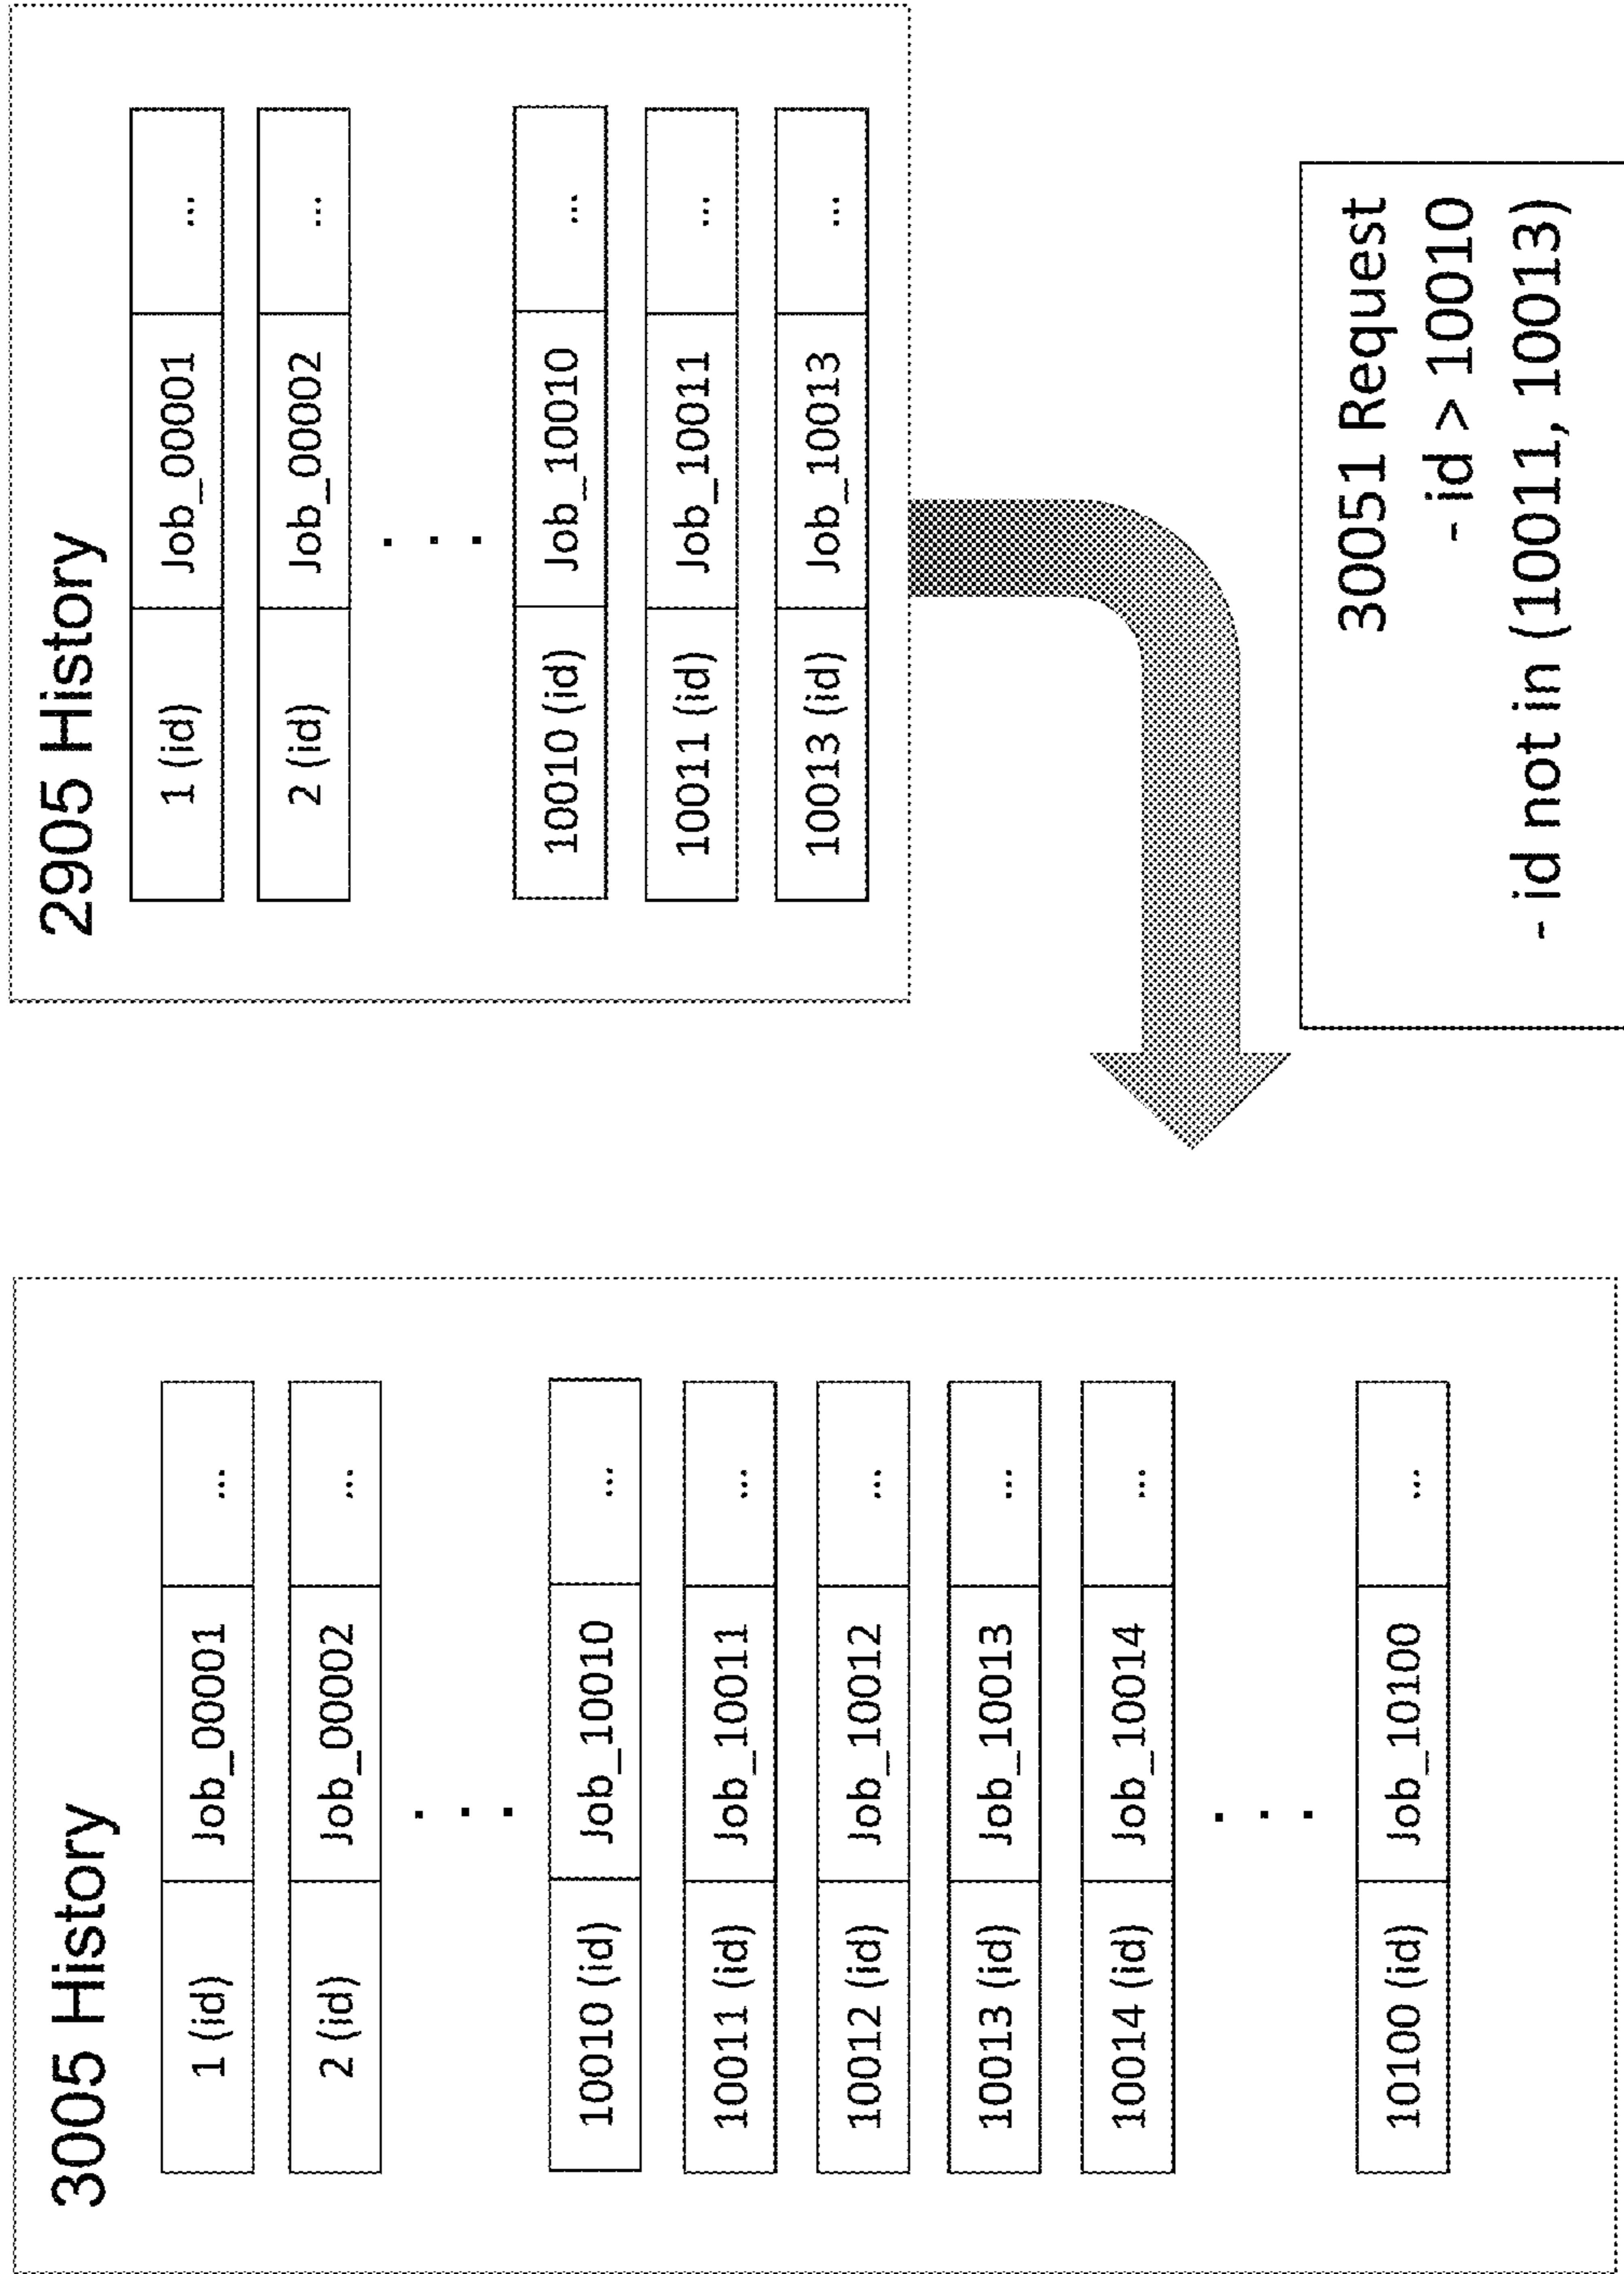 3005 History
1 (id) Job_00001 ...
2 (id) Job_00002 ...
. . .
10010 (id) Job_10010 ...
10011 (id) Job_10011 ...
10012 (id) Job_10012 ...
10013 (id) Job_10013 ...
10014 (id) Job_10014 ...
. . .
10100 (id) Job_10100 ...
2905 History
1 (id) Job_00001 ...
2 (id) Job_00002 ...
. . .
10010 (id) Job_10010 ...
10011 (id) Job_10011 ...
10013 (id) Job_10013 ...
30051 Request
- id > 10010
- id not in (10011, 10013)